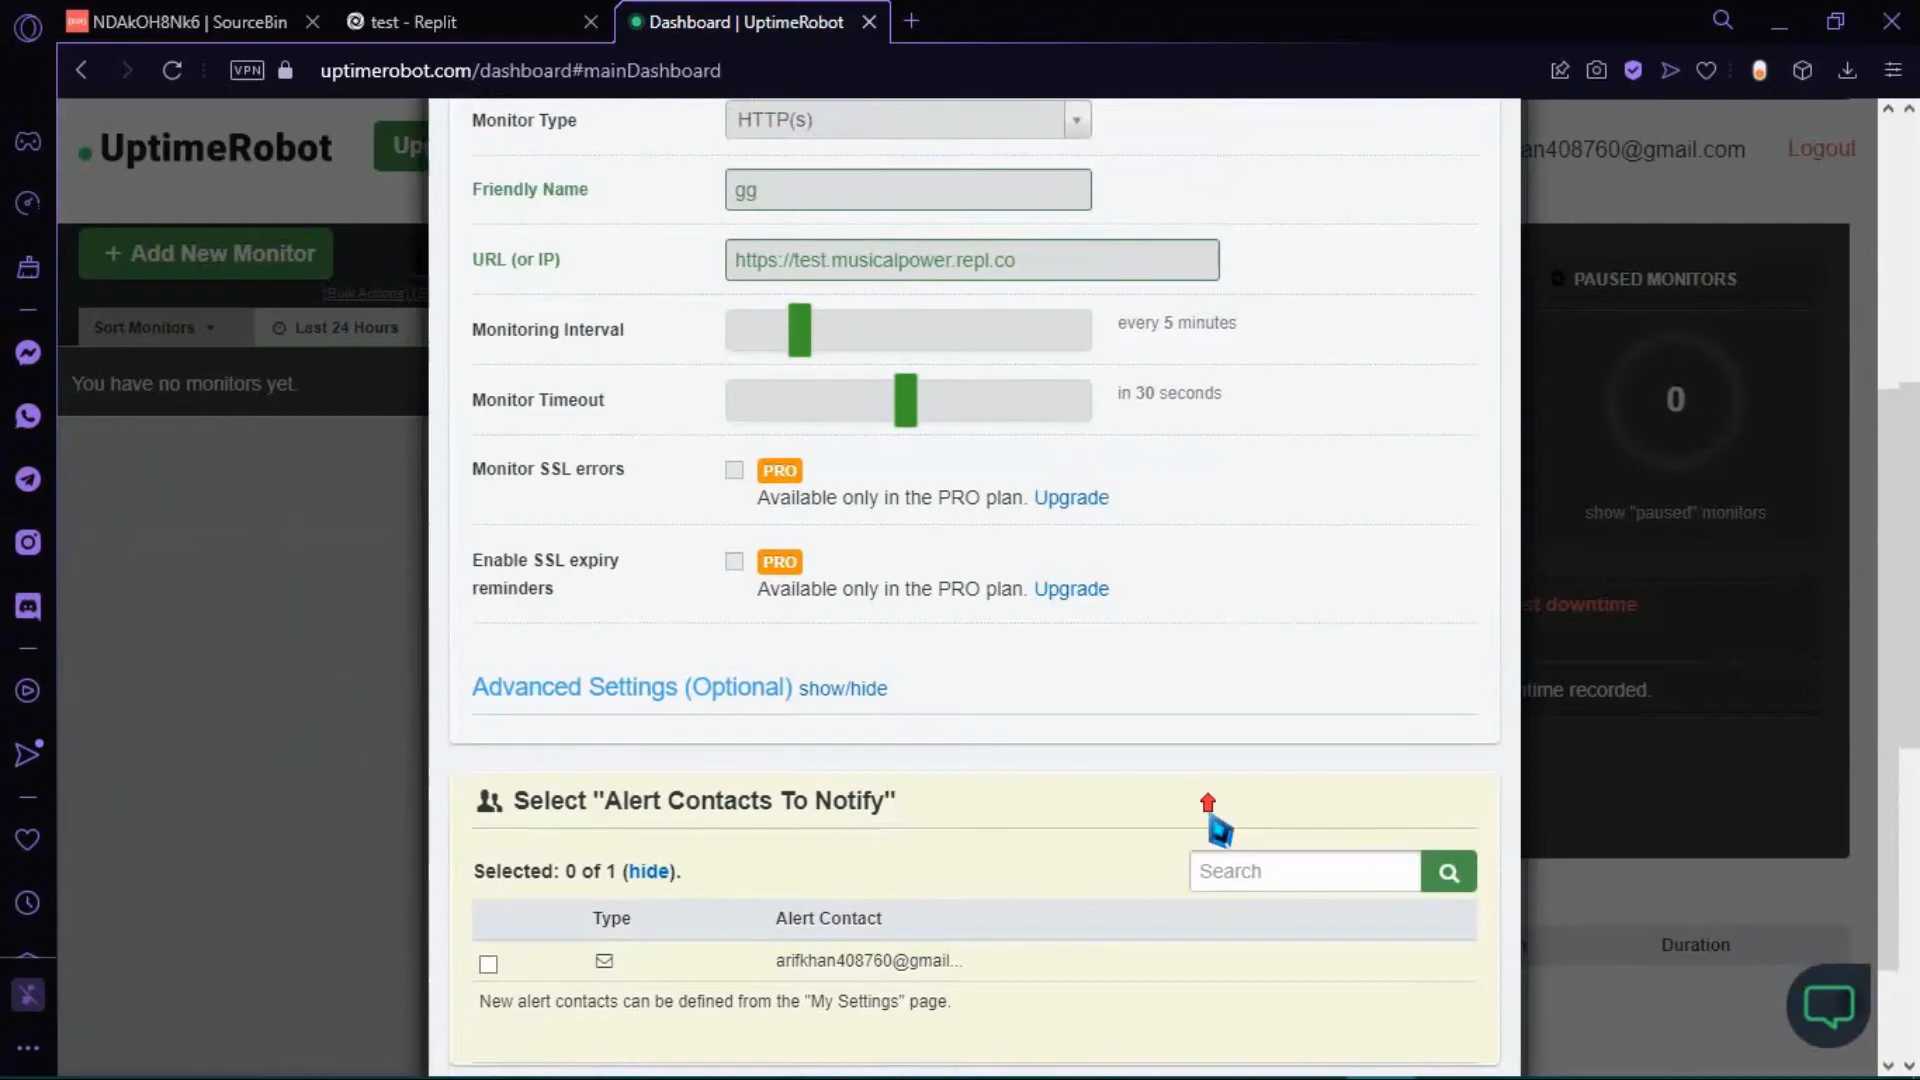 NDAkOH8Nk6 | SourceBin
test - Replit
Dashboard | UptimeRobot
VPN
uptimerobot.com/dashboard#mainDashboard
UptimeRobot
an408760@gmail.com
Logout
+ Add New Monitor
Sort Monitors
Last 24 Hours
You have no monitors yet.
Monitor Type
HTTP(s)
Friendly Name
gg
URL (or IP)
https://test.musicalpower.repl.co
Monitoring Interval
every 5 minutes
Monitor Timeout
in 30 seconds
Monitor SSL errors
PRO
Available only in the PRO plan. Upgrade
Enable SSL expiry
reminders
PRO
Available only in the PRO plan. Upgrade
Advanced Settings (Optional) show/hide
Select "Alert Contacts To Notify"
Selected: 0 of 1 (hide).
Search
Type
Alert Contact
arifkhan408760@gmail...
New alert contacts can be defined from the "My Settings" page.
PAUSED MONITORS
0
show "paused" monitors
st downtime
time recorded.
Duration